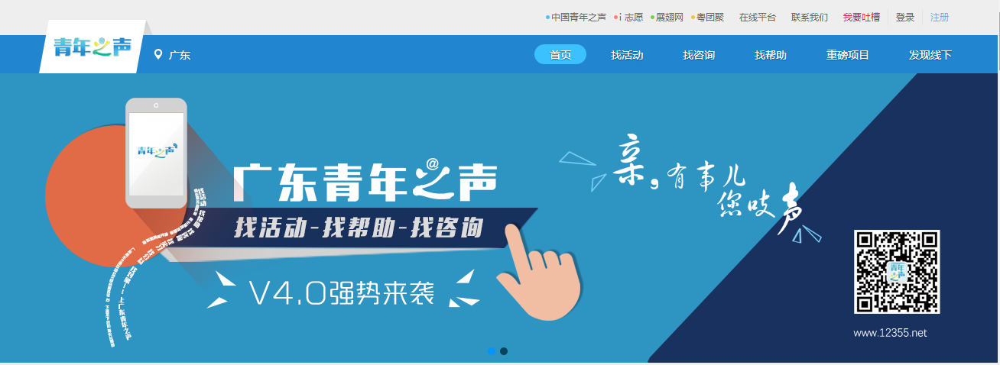 中国青年之声 i 志愿 展翅网 粤团聚 在线平台 联系我们 我要吐槽 登录 注册
青年之声 广东 首页 找活动 找咨询 找帮助 重磅项目 发现线下
青年之声
广东青年之声
@
找活动-找帮助-找咨询
V4.0强势来袭
亲,有事儿
您吱声
青年之声
www.12355.net